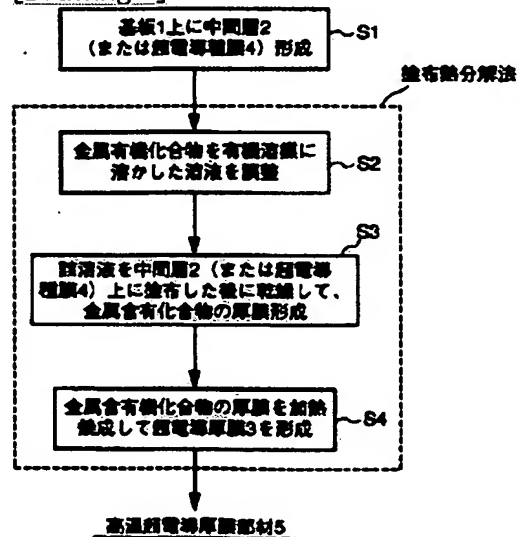 基板1上に中間層2
(または超電導種膜4)形成
S1
塗布熱分解法
金属有機化合物を有機溶媒に
溶かした溶液を調整
S2
S3
該溶液を中間層2(または超電導
種膜4)上に塗布した後に乾燥して、
金属含有化合物の厚膜形成
金属含有機化合物の厚膜を加熱
焼成して超電導厚膜3を形成
S4
高温超電導厚膜部材5